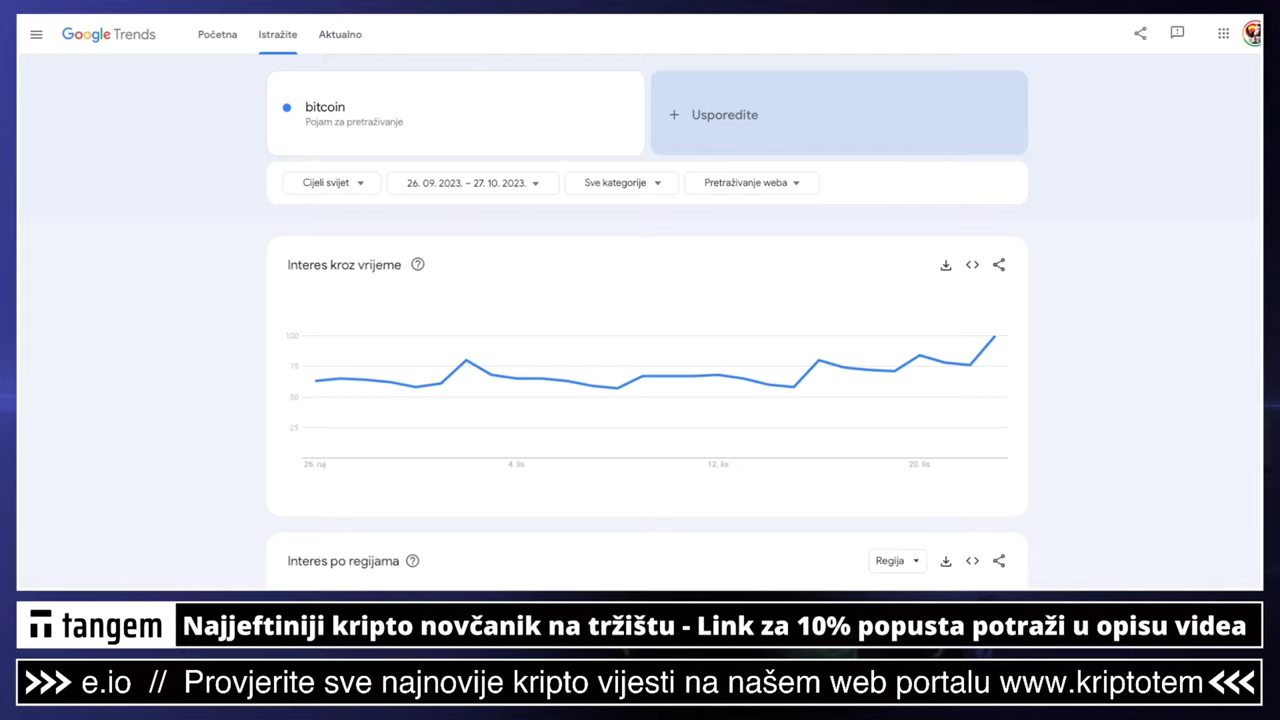 Google Trends
Početna
Istražite
Aktualno
bitcoin
Pojam za pretraživanje
+ Usporedite
Cijeli svijet
26. 09. 2023. – 27. 10. 2023.
Sve kategorije
Pretraživanje weba
Interes kroz vrijeme
100
75
50
25
26. ruj
4. lis
12. lis
20. lis
Interes po regijama
Regija
tangem
Najjeftiniji kripto novčanik na tržištu - Link za 10% popusta potraži u opisu videa
>>> e.io // Provjerite sve najnovije kripto vijesti na našem web portalu www.kriptotem <<<